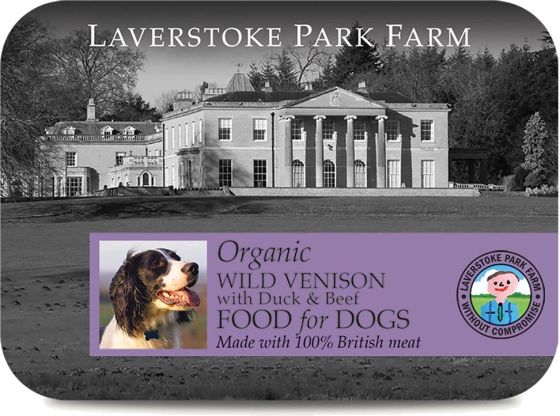 LAVERSTOKE PARK FARM
Organic
WILD VENISON
with Duck & Beef
FOOD for DOGS
Made with 100% British meat
LAVERSTOKE PARK FARM
WITHOUT COMPROMISE